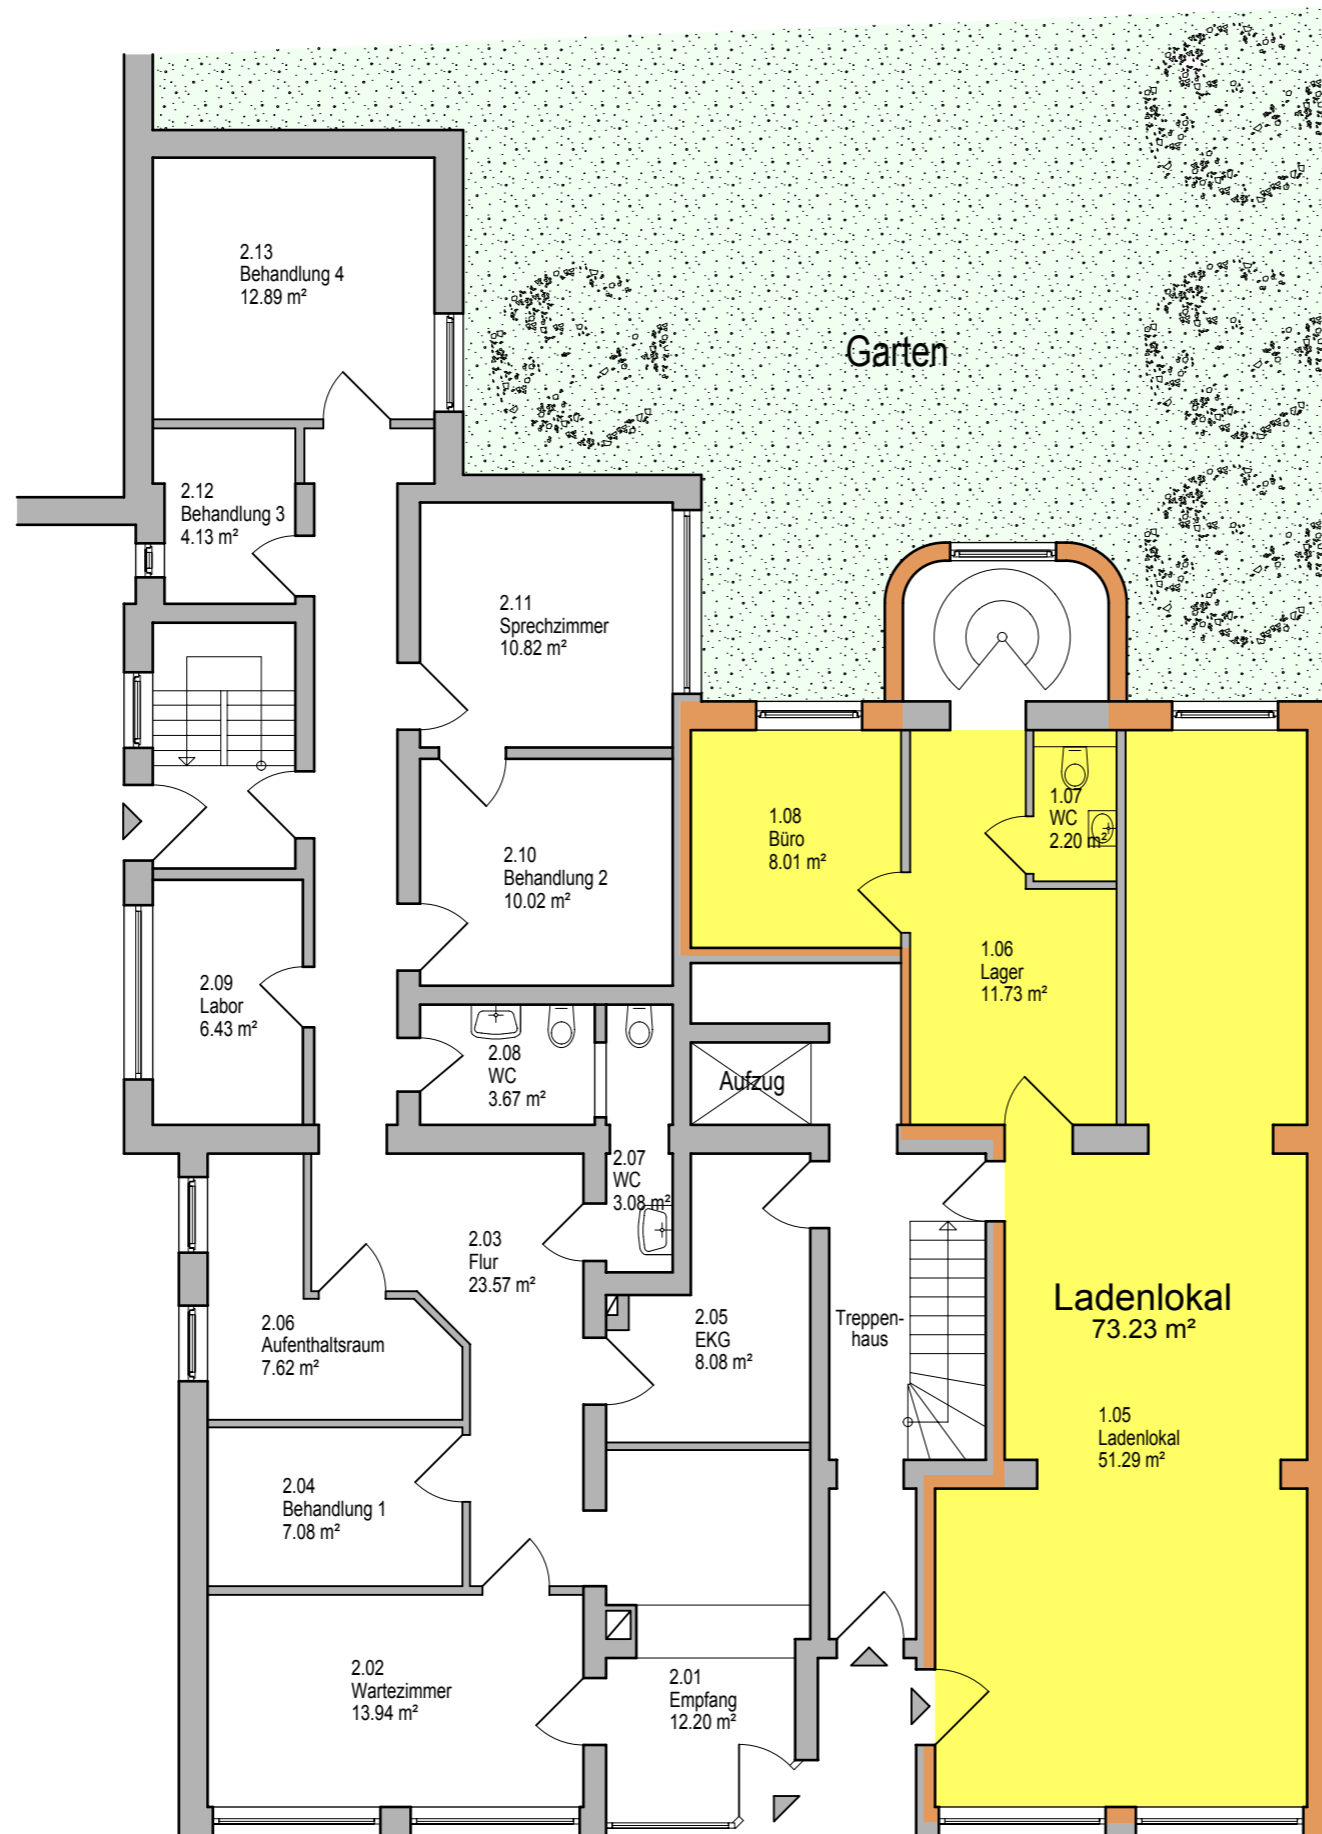 2.13
Behandlung 4
12.89 m²
Garten
2.12
Behandlung 3
4.13 m²
2.11
Sprechzimmer
10.82 m²
1.07
WC
2.20 m²
1.08
Büro
8.01 m²
2.10
Behandlung 2
10.02 m²
1.06
Lager
11.73 m²
2.09
Labor
6.43 m²
2.08
WC
3.67 m²
Aufzug
2.07
WC
3.08 m²
2.03
Flur
23.57 m²
Ladenlokal
73.23 m²
2.06
Aufenthaltsraum
7.62 m²
2.05
EKG
8.08 m²
Treppen-
haus
1.05
Ladenlokal
51.29 m²
2.04
Behandlung 1
7.08 m²
2.02
Wartezimmer
13.94 m²
2.01
Empfang
12.20 m²